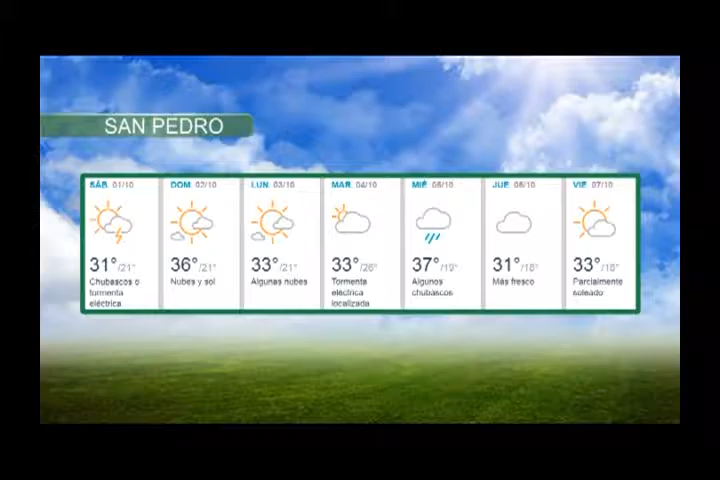 SAN PEDRO
SÁB. 01/10
31°/21°
Chubascos o
tormenta
eléctrica
DOM. 02/10
36°/21°
Nubes y sol
LUN. 03/10
33°/21°
Algunas nubes
MAR. 04/10
33°/26°
Tormenta
eléctrica
localizada
MIÉ. 05/10
37°/19°
Algunos
chubascos
JUE. 06/10
31°/18°
Más fresco
VIE. 07/10
33°/18°
Parcialmente
soleado